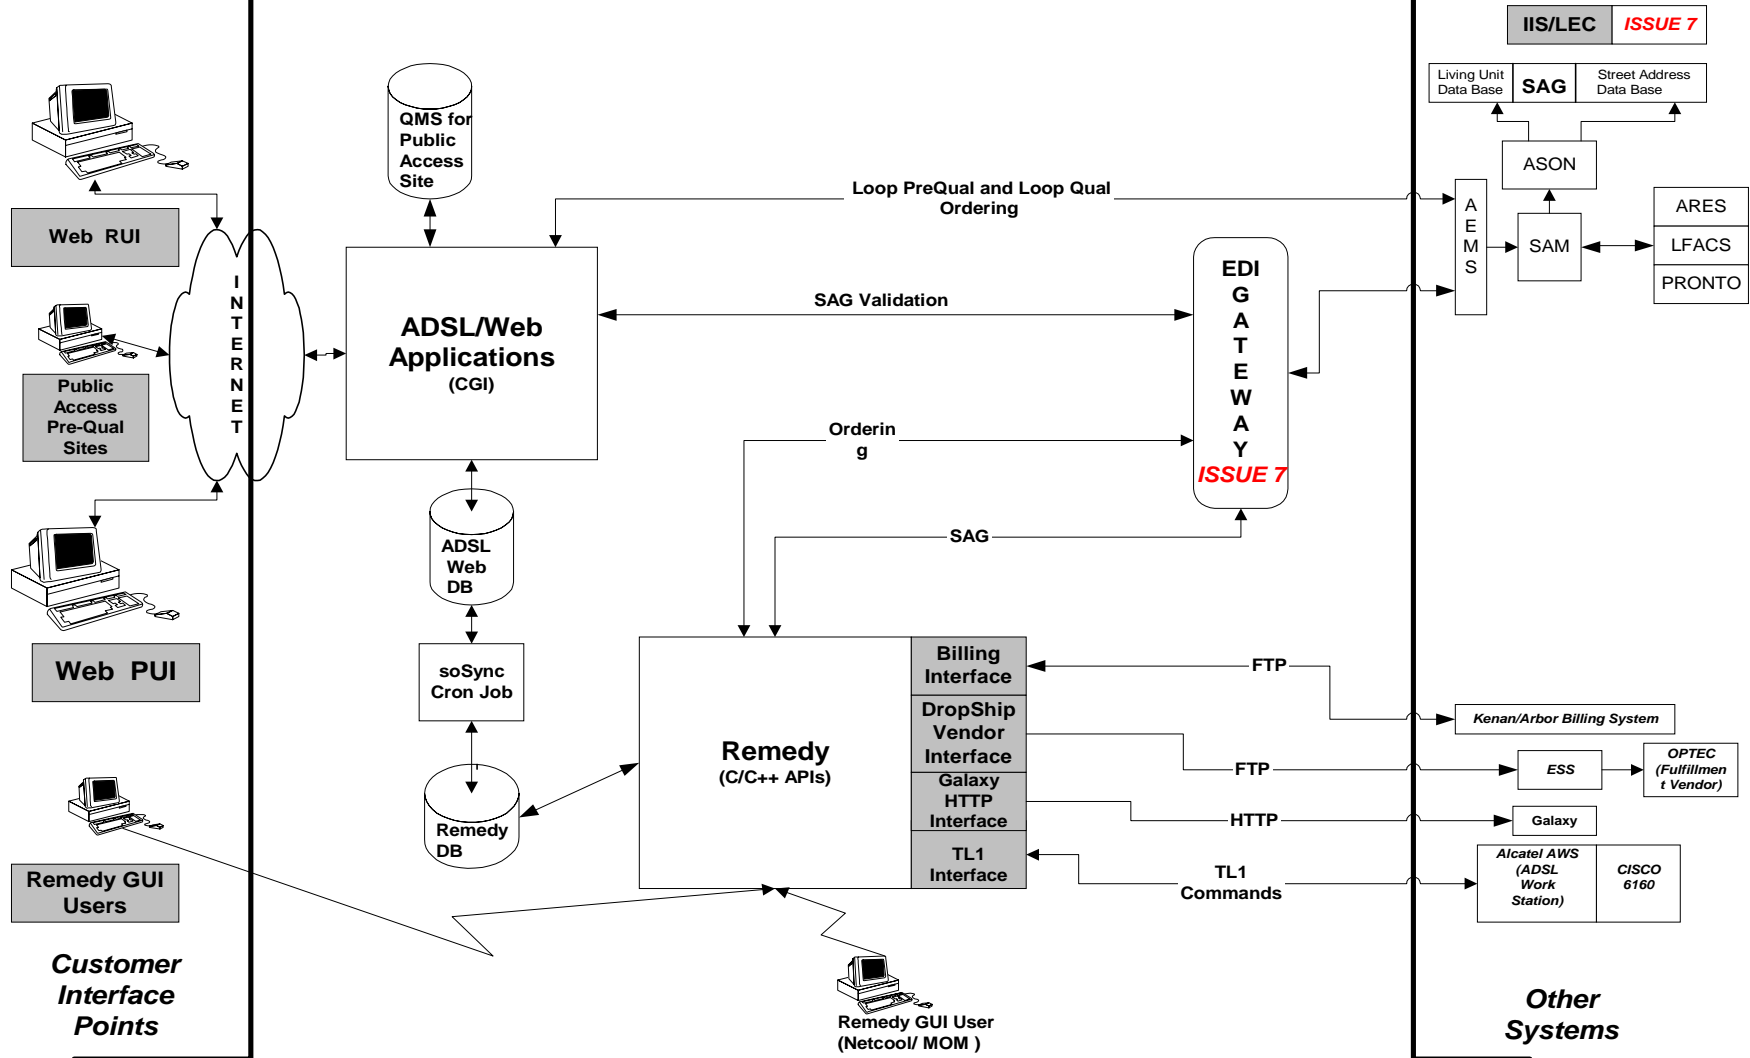 IIS/LEC ISSUE 7
Living Unit
Data Base
SAG
Street Address
Data Base
QMS for
Public
Access
Site
ASON
Loop PreQual and Loop Qual
Ordering
A
E
M
S
SAM
ARES
LFACS
PRONTO
Web RUI
I
N
T
E
R
N
E
T
EDI
G
A
T
E
W
A
Y
ISSUE 7
SAG Validation
ADSL/Web
Applications
(CGI)
Public
Access
Pre-Qual
Sites
Orderin
g
SAG
ADSL
Web
DB
Web PUI
soSync
Cron Job
Remedy
(C/C++ APIs)
Billing
Interface
DropShip
Vendor
Interface
Galaxy
HTTP
Interface
TL1
Interface
FTP
Kenan/Arbor Billing System
FTP
ESS
OPTEC
(Fulfillmen
t Vendor)
HTTP
Galaxy
Remedy
DB
TL1
Commands
Alcatel AWS
(ADSL
Work
Station)
CISCO
6160
Remedy GUI
Users
Customer
Interface
Points
Remedy GUI User
(Netcool/ MOM )
Other
Systems